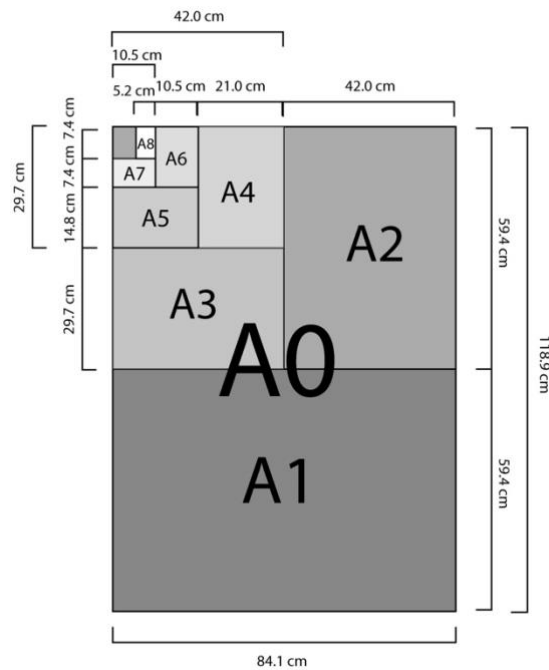 42.0 cm
10.5 cm
5.2 cm 10.5 cm 21.0 cm 42.0 cm
29.7 cm
7.4 cm
7.4 cm
14.8 cm
29.7 cm
A8
A7
A6
A5
A4
A3
A2
A0
A1
59.4 cm
59.4 cm
118.9 cm
84.1 cm